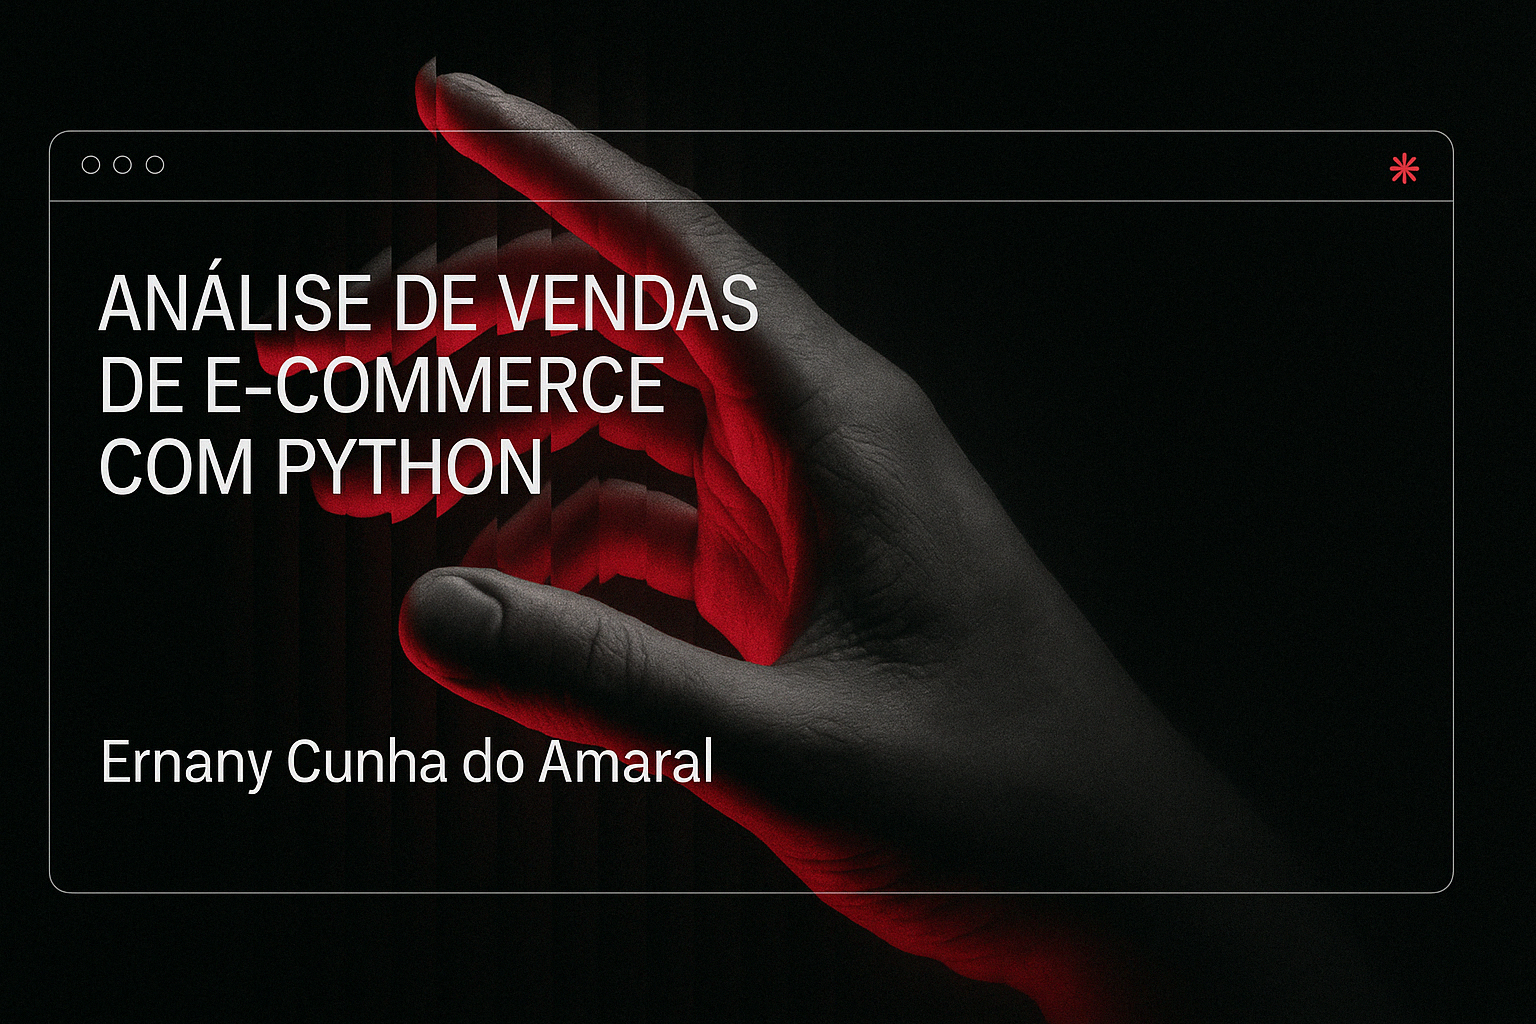 ANÁLISE DE VENDAS
DE E-COMMERCE
COM PYTHON
Ernany Cunha do Amaral